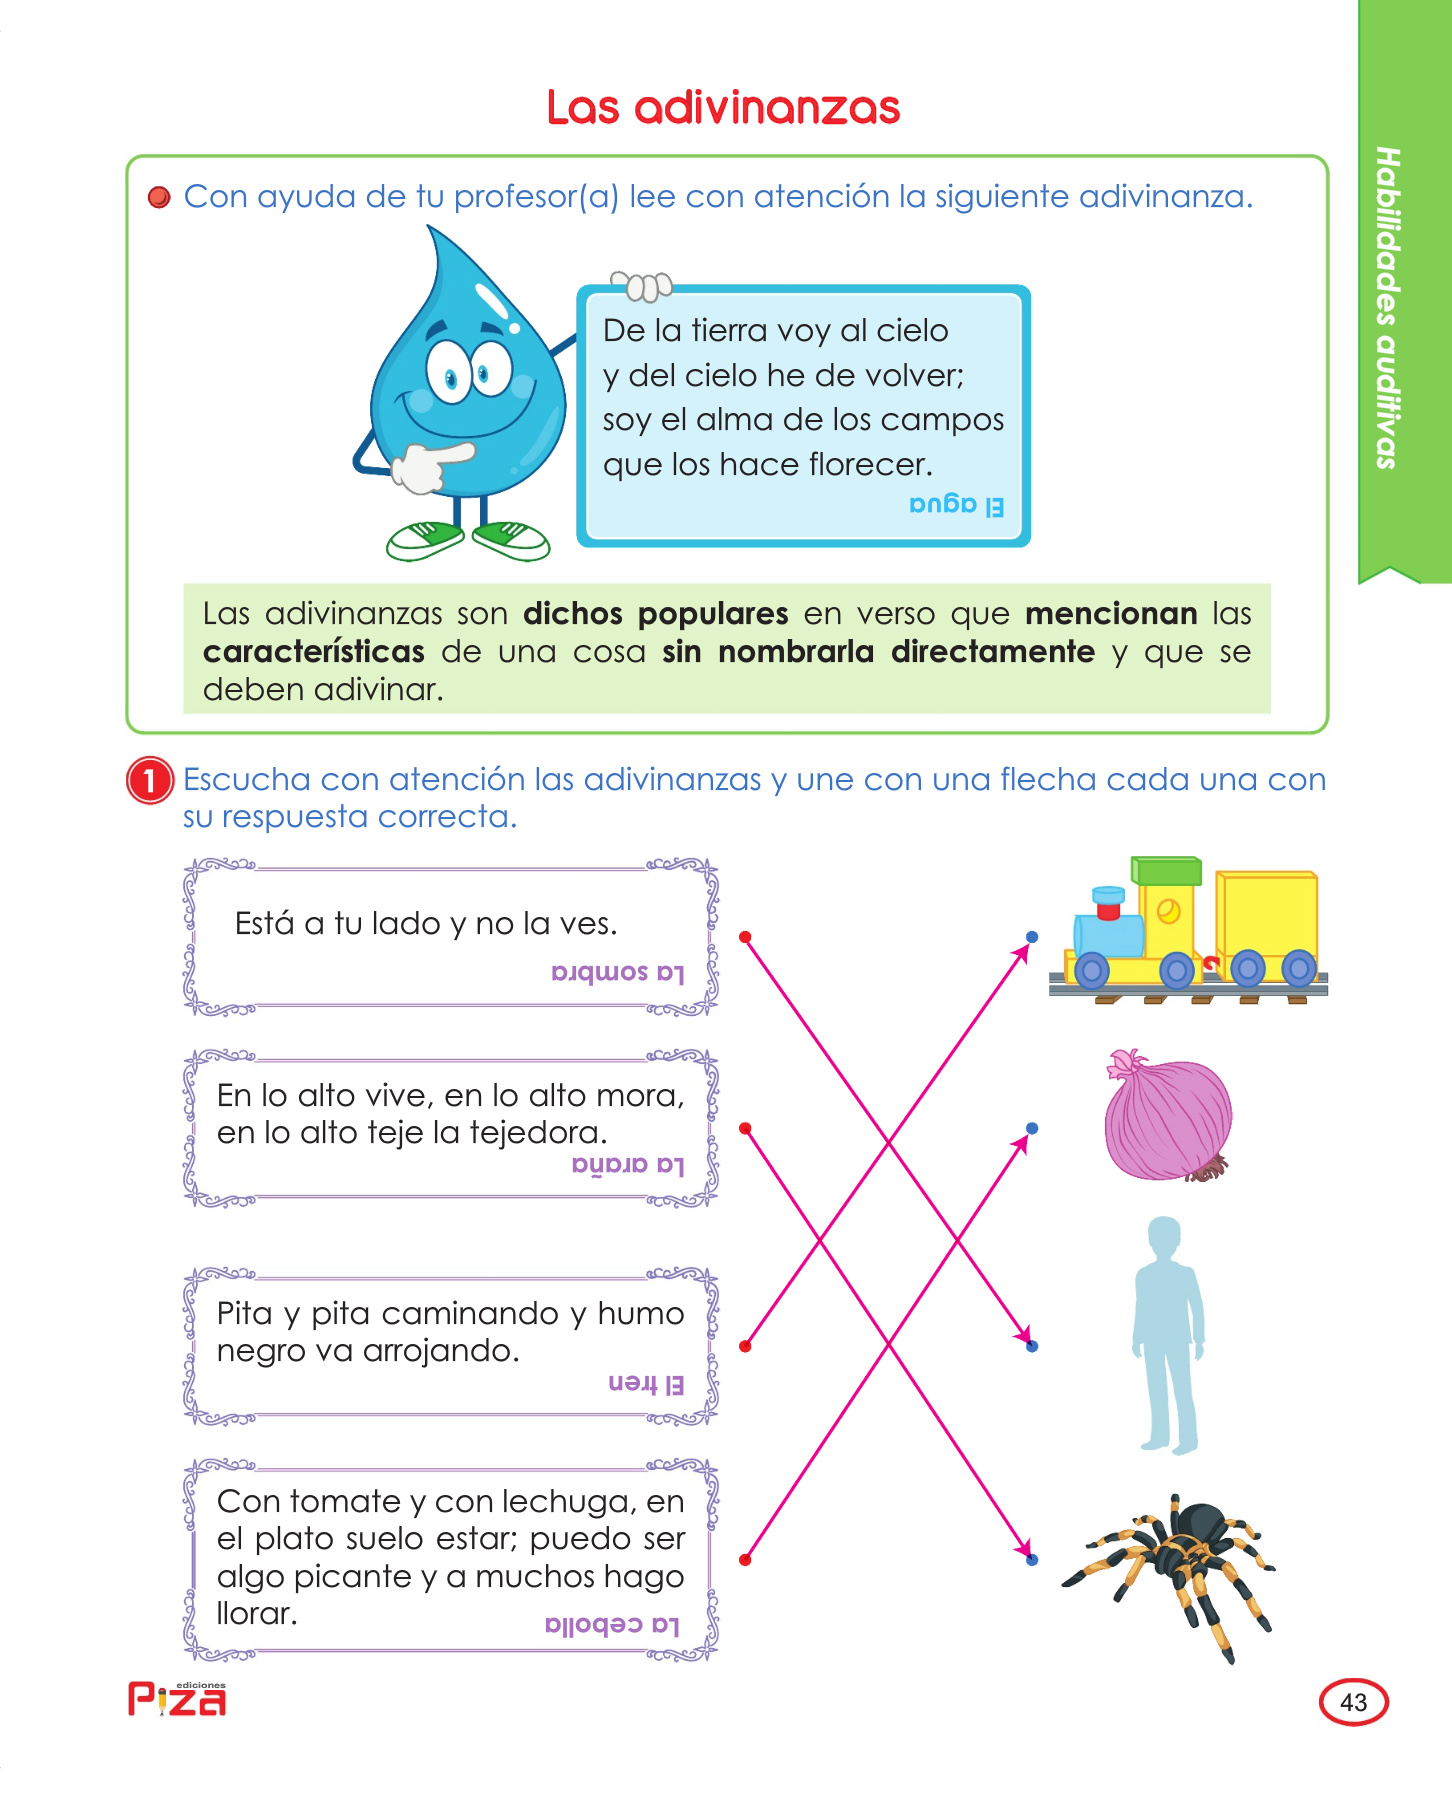 Las adivinanzas
Con ayuda de tu profesor(a) lee con atención la siguiente adivinanza.
De la tierra voy al cielo
y del cielo he de volver;
soy el alma de los campos
que los hace florecer.
El agua
Las adivinanzas son dichos populares en verso que mencionan las
características de una cosa sin nombrarla directamente y que se
deben adivinar.
Habilidades auditivas
1 Escucha con atención las adivinanzas y une con una flecha cada una con
su respuesta correcta.
Está a tu lado y no la ves.
La sombra
En lo alto vive, en lo alto mora,
en lo alto teje la tejedora.
La araña
Pita y pita caminando y humo
negro va arrojando.
El tren
Con tomate y con lechuga, en
el plato suelo estar; puedo ser
algo picante y a muchos hago
llorar.
La cebolla
ediciones
Piza
43